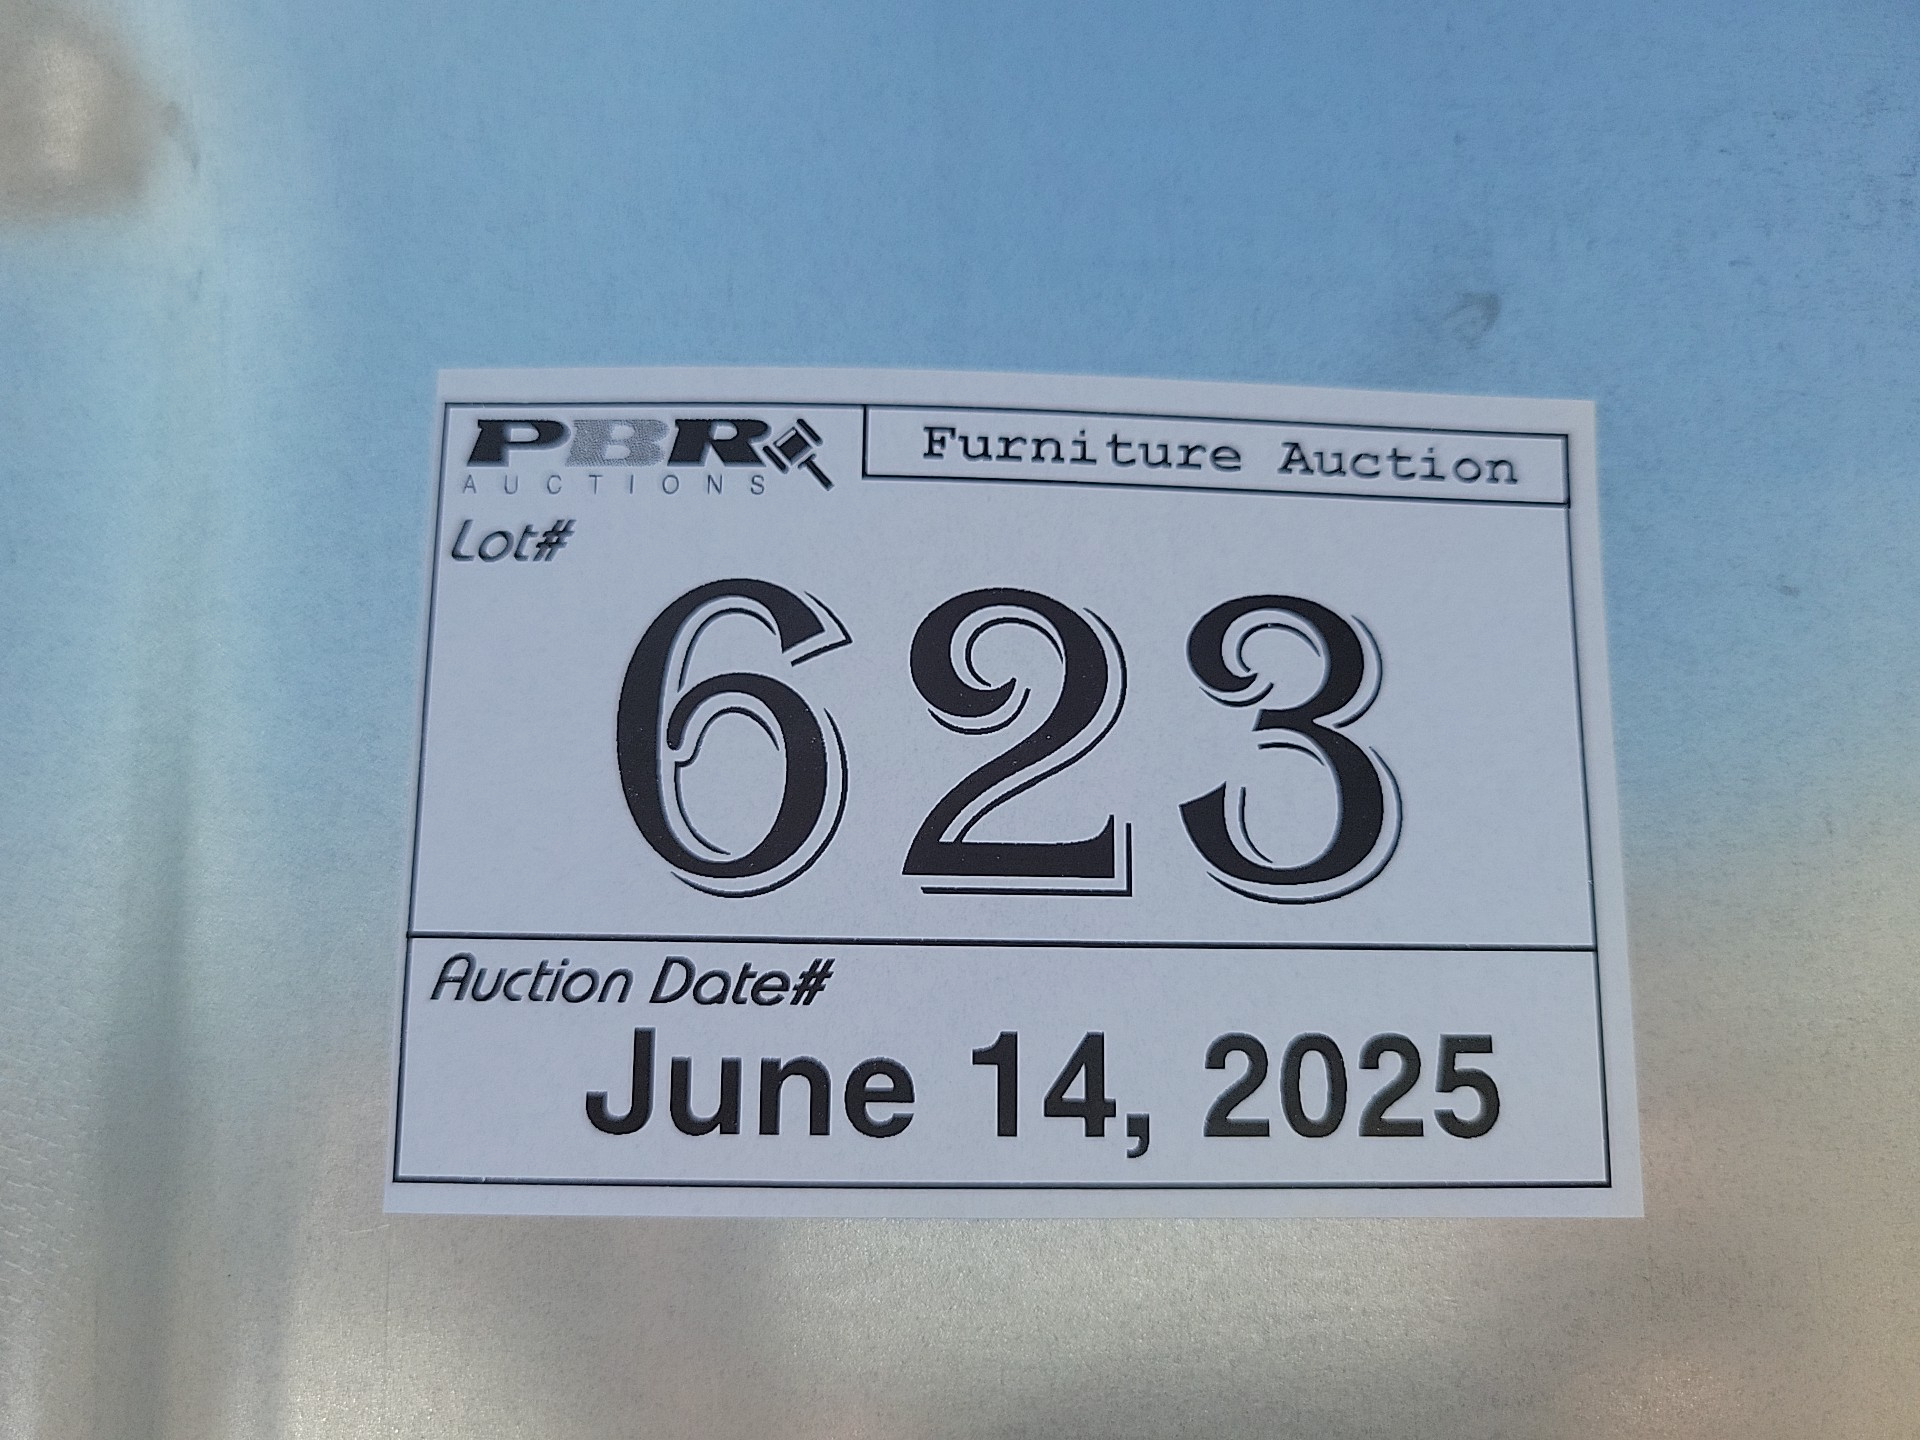 PBR
AUCTIONS
Furniture Auction
Lot#
623
Auction Date#
June 14, 2025